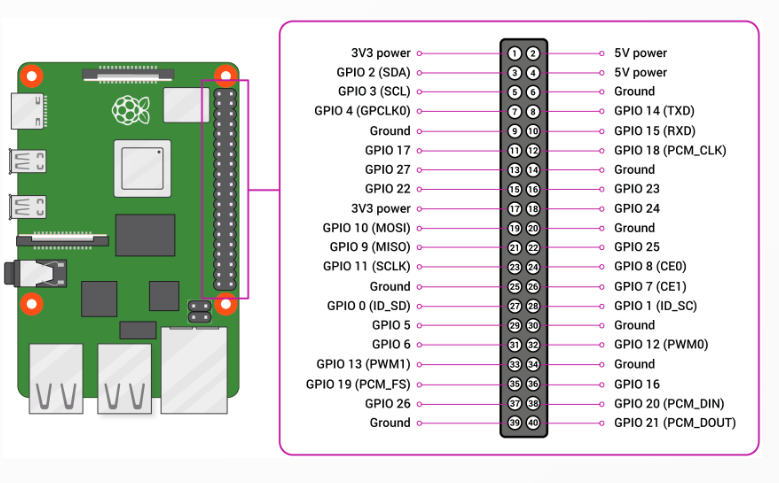 3V3 power 1 2 5V power
GPIO 2 (SDA) 3 4 5V power
GPIO 3 (SCL) 5 6 Ground
GPIO 4 (GPCLK0) 7 8 GPIO 14 (TXD)
Ground 9 10 GPIO 15 (RXD)
GPIO 17 11 12 GPIO 18 (PCM_CLK)
GPIO 27 13 14 Ground
GPIO 22 15 16 GPIO 23
3V3 power 17 18 GPIO 24
GPIO 10 (MOSI) 19 20 Ground
GPIO 9 (MISO) 21 22 GPIO 25
GPIO 11 (SCLK) 23 24 GPIO 8 (CE0)
Ground 25 26 GPIO 7 (CE1)
GPIO 0 (ID_SD) 27 28 GPIO 1 (ID_SC)
GPIO 5 29 30 Ground
GPIO 6 31 32 GPIO 12 (PWM0)
GPIO 13 (PWM1) 33 34 Ground
GPIO 19 (PCM_FS) 35 36 GPIO 16
GPIO 26 37 38 GPIO 20 (PCM_DIN)
Ground 39 40 GPIO 21 (PCM_DOUT)